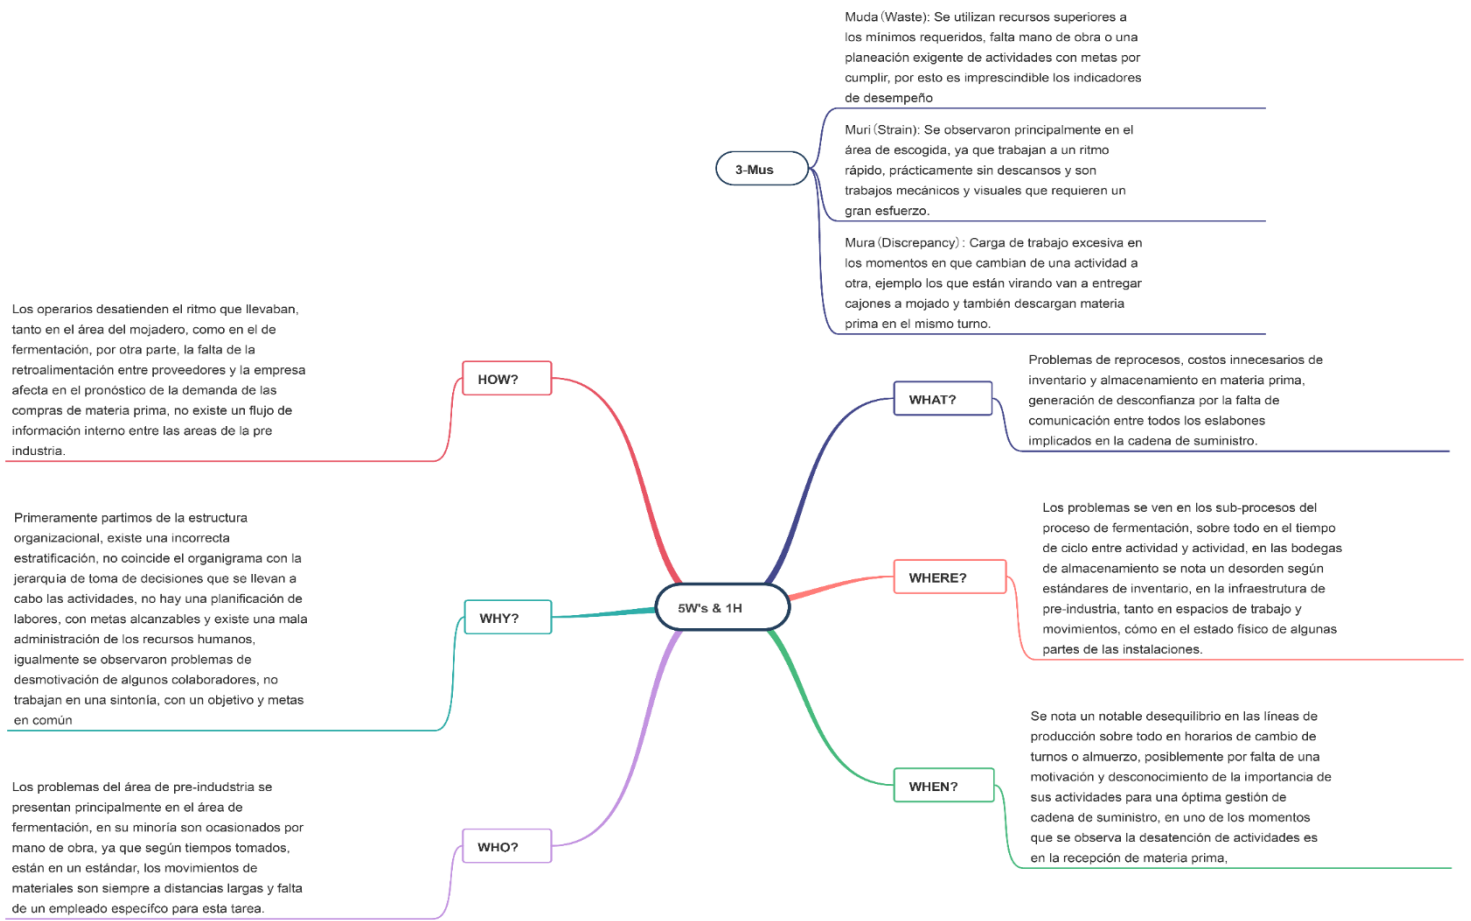 Muda(Waste): Se utilizan recursos superiores a
los mínimos requeridos, falta mano de obra o una
planeación exigente de actividades con metas por
cumplir, por esto es imprescindible los indicadores
de desempeño
3-Mus
Muri(Strain): Se observaron principalmente en el
área de escogida, ya que trabajan a un ritmo
rápido, prácticamente sin descansos y son
trabajos mecánicos y visuales que requieren un
gran esfuerzo.
Mura(Discrepancy): Carga de trabajo excesiva en
los momentos en que cambian de una actividad a
otra, ejemplo los que están virando van a entregar
cajones a mojado y también descargan materia
prima en el mismo turno.
5W's & 1H
WHAT?
Problemas de reprocesos, costos innecesarios de
inventario y almacenamiento en materia prima,
generación de desconfianza por la falta de
comunicación entre todos los eslabones
implicados en la cadena de suministro.
WHERE?
Los problemas se ven en los sub-procesos del
proceso de fermentación, sobre todo en el tiempo
de ciclo entre actividad y actividad, en las bodegas
de almacenamiento se nota un desorden según
estándares de inventario, en la infraestrutura de
pre-industria, tanto en espacios de trabajo y
movimientos, cómo en el estado físico de algunas
partes de las instalaciones.
WHEN?
Se nota un notable desequilibrio en las líneas de
producción sobre todo en horarios de cambio de
turnos o almuerzo, posiblemente por falta de una
motivación y desconocimiento de la importancia de
sus actividades para una óptima gestión de
cadena de suministro, en uno de los momentos
que se observa la desatención de actividades es
en la recepción de materia prima,
HOW?
Los operarios desatienden el ritmo que llevaban,
tanto en el área del mojadero, como en el de
fermentación, por otra parte, la falta de la
retroalimentación entre proveedores y la empresa
afecta en el pronóstico de la demanda de las
compras de materia prima, no existe un flujo de
información interno entre las areas de la pre
industria.
WHY?
Primeramente partimos de la estructura
organizacional, existe una incorrecta
estratificación, no coincide el organigrama con la
jerarquía de toma de decisiones que se llevan a
cabo las actividades, no hay una planificación de
labores, con metas alcanzables y existe una mala
administración de los recursos humanos,
igualmente se observaron problemas de
desmotivación de algunos colaboradores, no
trabajan en una sintonía, con un objetivo y metas
en común
WHO?
Los problemas del área de pre-indudstria se
presentan principalmente en el área de
fermentación, en su minoría son ocasionados por
mano de obra, ya que según tiempos tomados,
están en un estándar, los movimientos de
materiales son siempre a distancias largas y falta
de un empleado especifco para esta tarea.